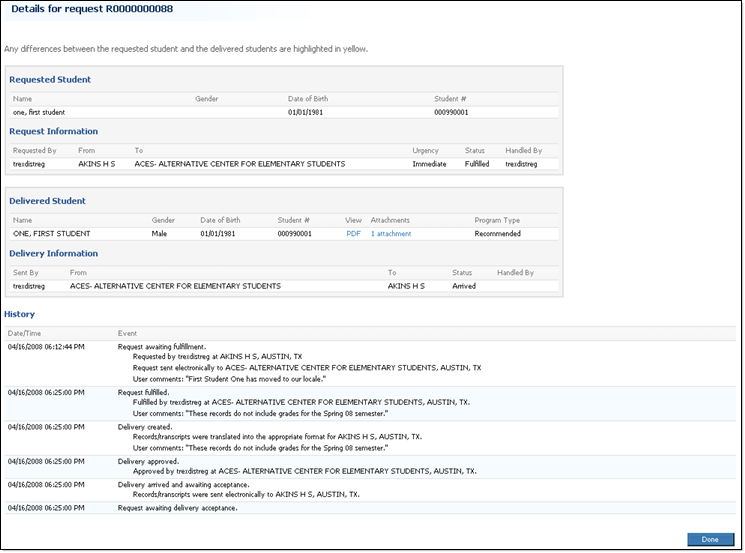 Details for request R0000000088
Any differences between the requested student and the delivered students are highlighted in yellow.
Requested Student
Name Gender Date of Birth Student #
one, first student 01/01/1981 000990001
Request Information
Requested By From To Urgency Status Handled By
trexdistreg AKINS H S ACES- ALTERNATIVE CENTER FOR ELEMENTARY STUDENTS Immediate Fulfilled trexdistreg
Delivered Student
Name Gender Date of Birth Student # View Attachments Program Type
ONE, FIRST STUDENT Male 01/01/1981 000990001 PDF 1 attachment Recommended
Delivery Information
Sent By From To Status Handled By
trexdistreg ACES- ALTERNATIVE CENTER FOR ELEMENTARY STUDENTS AKINS H S Arrived
History
Date/Time Event
04/16/2008 06:12:44 PM Request awaiting fulfillment.
Requested by trexdistreg at AKINS H S, AUSTIN, TX
Request sent electronically to ACES- ALTERNATIVE CENTER FOR ELEMENTARY STUDENTS, AUSTIN, TX
User comments: "First Student One has moved to our locale."
04/16/2008 06:25:00 PM Request fulfilled.
Fulfilled by trexdistreg at ACES- ALTERNATIVE CENTER FOR ELEMENTARY STUDENTS, AUSTIN, TX.
User comments: "These records do not include grades for the Spring 08 semester."
04/16/2008 06:25:00 PM Delivery created.
Records/transcripts were translated into the appropriate format for AKINS H S, AUSTIN, TX.
User comments: "These records do not include grades for the Spring 08 semester."
04/16/2008 06:25:00 PM Delivery approved.
Approved by trexdistreg at ACES- ALTERNATIVE CENTER FOR ELEMENTARY STUDENTS, AUSTIN, TX.
04/16/2008 06:25:00 PM Delivery arrived and awaiting acceptance.
Records/transcripts were sent electronically to AKINS H S, AUSTIN, TX.
04/16/2008 06:25:00 PM Request awaiting delivery acceptance.
Done